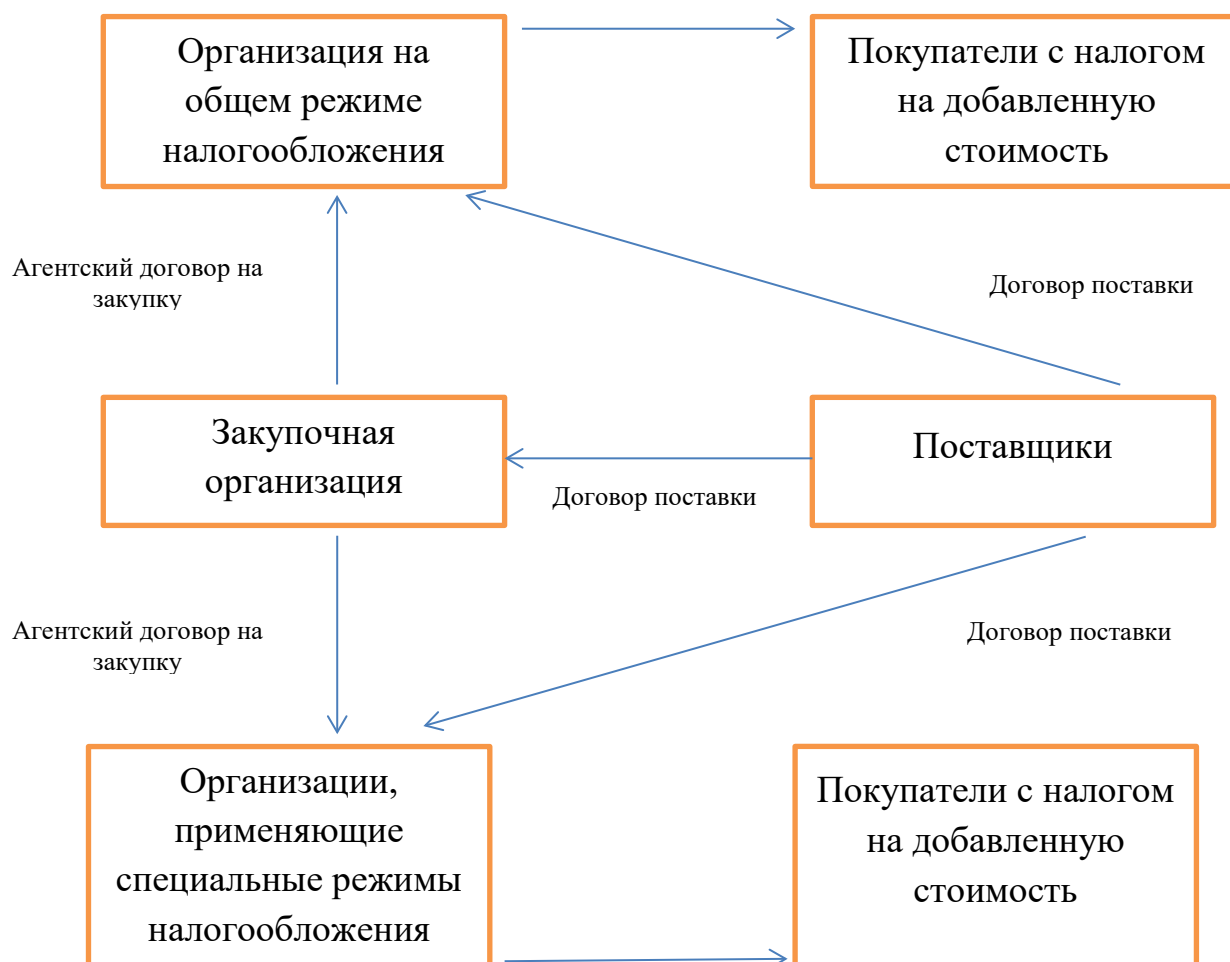 Организация на
общем режиме
налогообложения
Покупатели с налогом
на добавленную
стоимость
Агентский договор на
закупку
Договор поставки
Закупочная
организация
Договор поставки
Поставщики
Агентский договор на
закупку
Договор поставки
Организации,
применяющие
специальные режимы
налогообложения
Покупатели с налогом
на добавленную
стоимость